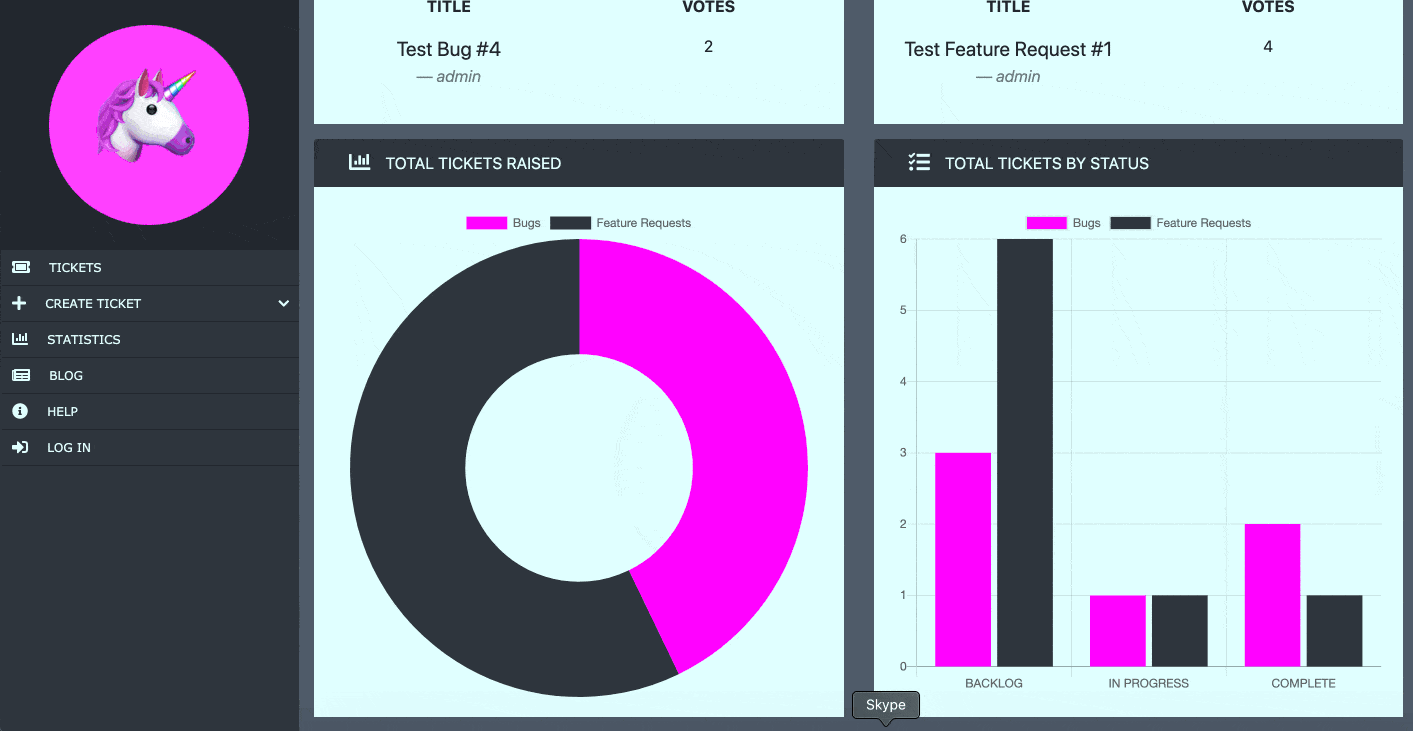 TITLE VOTES
Test Bug #4 2
— admin
TITLE VOTES
Test Feature Request #1 4
— admin
TICKETS
CREATE TICKET
STATISTICS
BLOG
HELP
LOG IN
TOTAL TICKETS RAISED
Bugs Feature Requests
TOTAL TICKETS BY STATUS
Bugs Feature Requests
6
5
4
3
2
1
0
BACKLOG IN PROGRESS COMPLETE
Skype